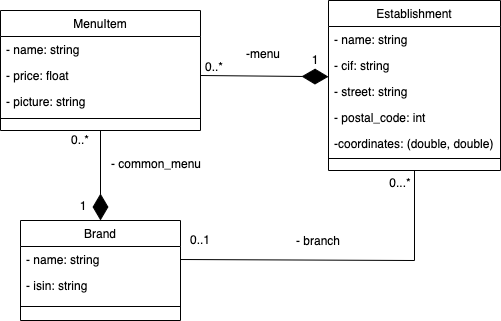 MenuItem
- name: string
- price: float
- picture: string
Establishment
- name: string
- cif: string
- street: string
- postal_code: int
-coordinates: (double, double)
-menu
0..*
1
0..*
- common_menu
1
0...*
Brand
- name: string
- isin: string
0..1
- branch